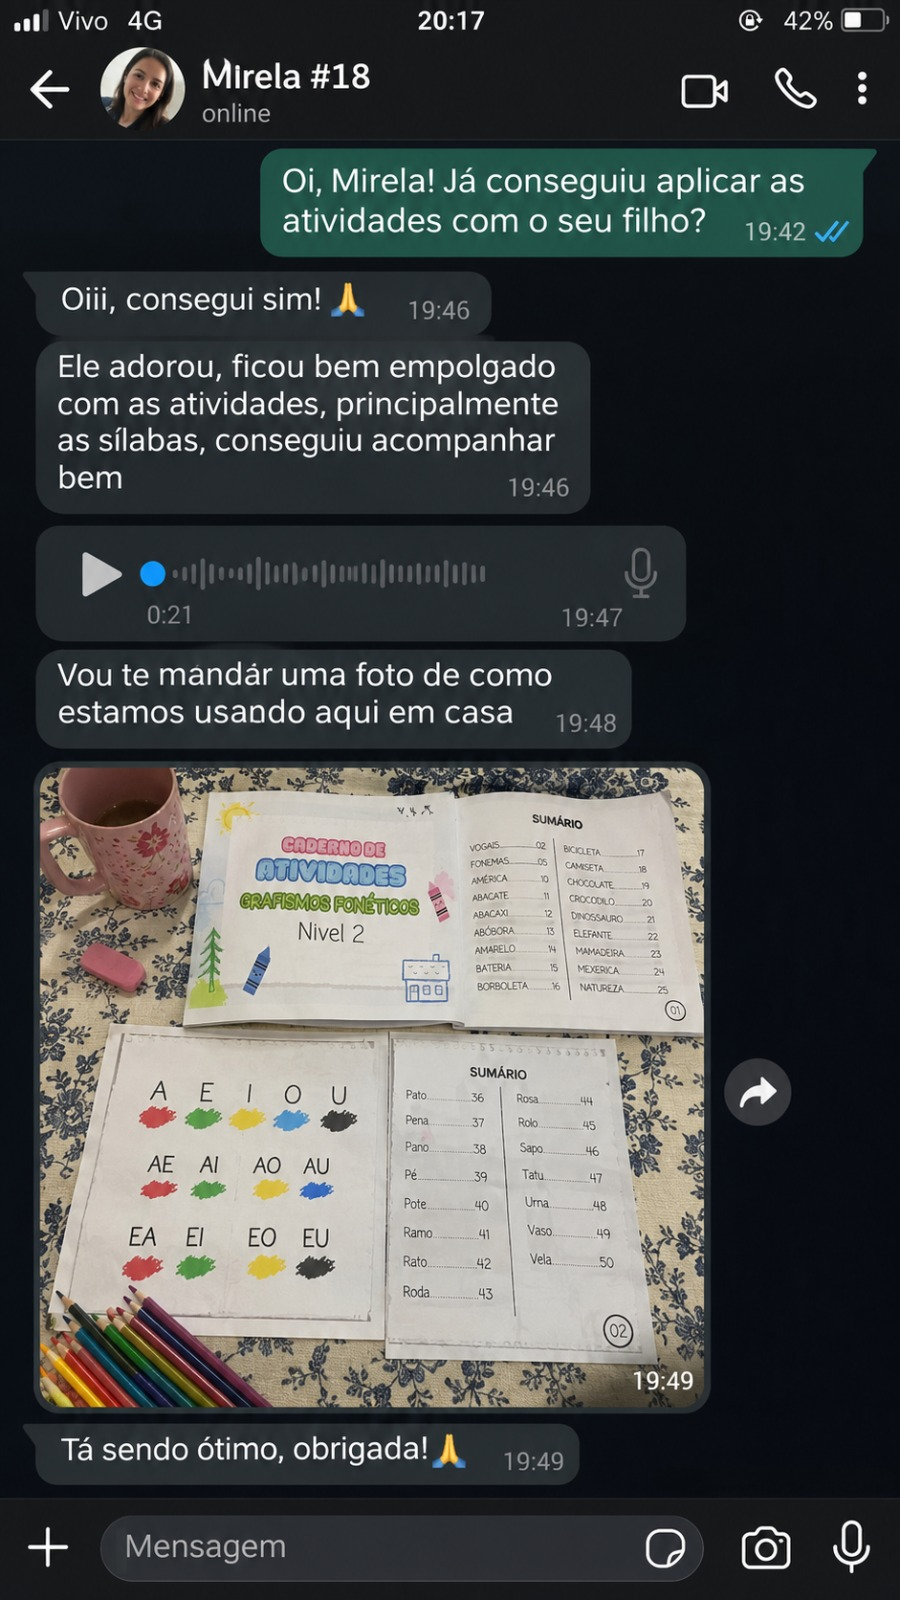 Vivo 4G 20:17 42%
Mirela #18
online
Oi, Mirela! Já conseguiu aplicar as
atividades com o seu filho? 19:42
Oiii, consegui sim! 🙏 19:46
Ele adorou, ficou bem empolgado
com as atividades, principalmente
as sílabas, conseguiu acompanhar
bem 19:46
0:21 19:47
Vou te mandar uma foto de como
estamos usando aqui em casa 19:48
CADERNO DE
ATIVIDADES
GRAFISMOS FONÉTICOS
Nivel 2
SUMÁRIO
VOGAIS 02
FONEMAS 05
AMÉRICA 10
ABACATE 11
ABACAXI 12
ABÓBORA 13
AMARELO 14
BATERIA 15
BORBOLETA 16
BICICLETA 17
CAMISETA 18
CHOCOLATE 19
CROCODILO 20
DINOSSAURO 21
ELEFANTE 22
MAMADEIRA 23
MEXERICA 24
NATUREZA 25
01
A E I O U
AE AI AO AU
EA EI EO EU
SUMÁRIO
Pato 36
Pena 37
Pano 38
Pé 39
Pote 40
Ramo 41
Rato 42
Roda 43
Rosa 44
Rolo 45
Sapo 46
Tatu 47
Urna 48
Vaso 49
Vela 50
02
19:49
Tá sendo ótimo, obrigada! 🙏 19:49
Mensagem